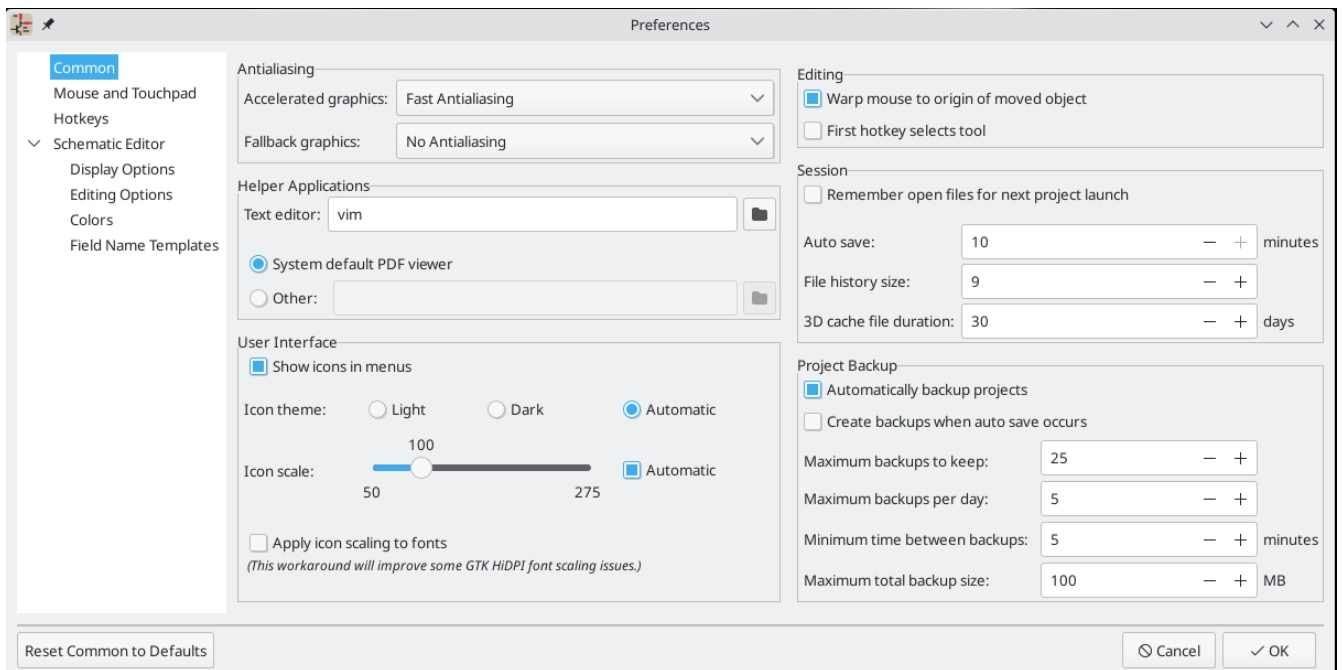 Preferences
Common
Mouse and Touchpad
Hotkeys
Schematic Editor
Display Options
Editing Options
Colors
Field Name Templates
Antialiasing
Accelerated graphics: Fast Antialiasing
Fallback graphics: No Antialiasing
Helper Applications
Text editor: vim
System default PDF viewer
Other:
User Interface
Show icons in menus
Icon theme: Light Dark Automatic
100
Icon scale: Automatic
50 275
Apply icon scaling to fonts
(This workaround will improve some GTK HiDPI font scaling issues.)
Editing
Warp mouse to origin of moved object
First hotkey selects tool
Session
Remember open files for next project launch
Auto save: 10 minutes
File history size: 9
3D cache file duration: 30 days
Project Backup
Automatically backup projects
Create backups when auto save occurs
Maximum backups to keep: 25
Maximum backups per day: 5
Minimum time between backups: 5 minutes
Maximum total backup size: 100 MB
Reset Common to Defaults Cancel OK